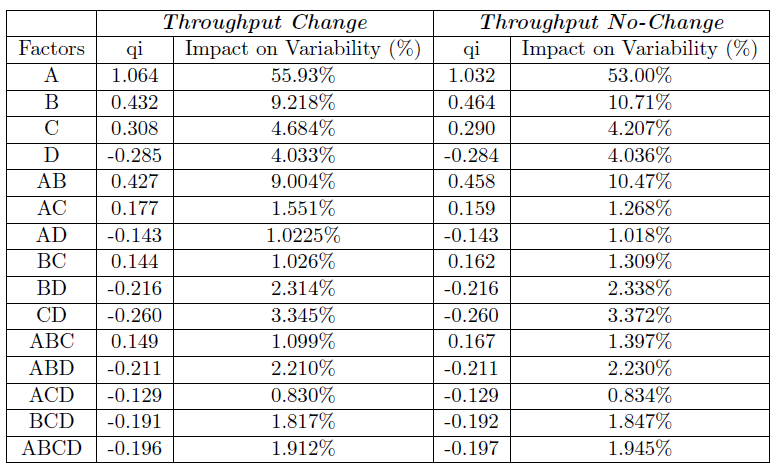 Throughput Change Throughput No-Change
Factors qi Impact on Variability (%) qi Impact on Variability (%)
A 1.064 55.93% 1.032 53.00%
B 0.432 9.218% 0.464 10.71%
C 0.308 4.684% 0.290 4.207%
D -0.285 4.033% -0.284 4.036%
AB 0.427 9.004% 0.458 10.47%
AC 0.177 1.551% 0.159 1.268%
AD -0.143 1.0225% -0.143 1.018%
BC 0.144 1.026% 0.162 1.309%
BD -0.216 2.314% -0.216 2.338%
CD -0.260 3.345% -0.260 3.372%
ABC 0.149 1.099% 0.167 1.397%
ABD -0.211 2.210% -0.211 2.230%
ACD -0.129 0.830% -0.129 0.834%
BCD -0.191 1.817% -0.192 1.847%
ABCD -0.196 1.912% -0.197 1.945%